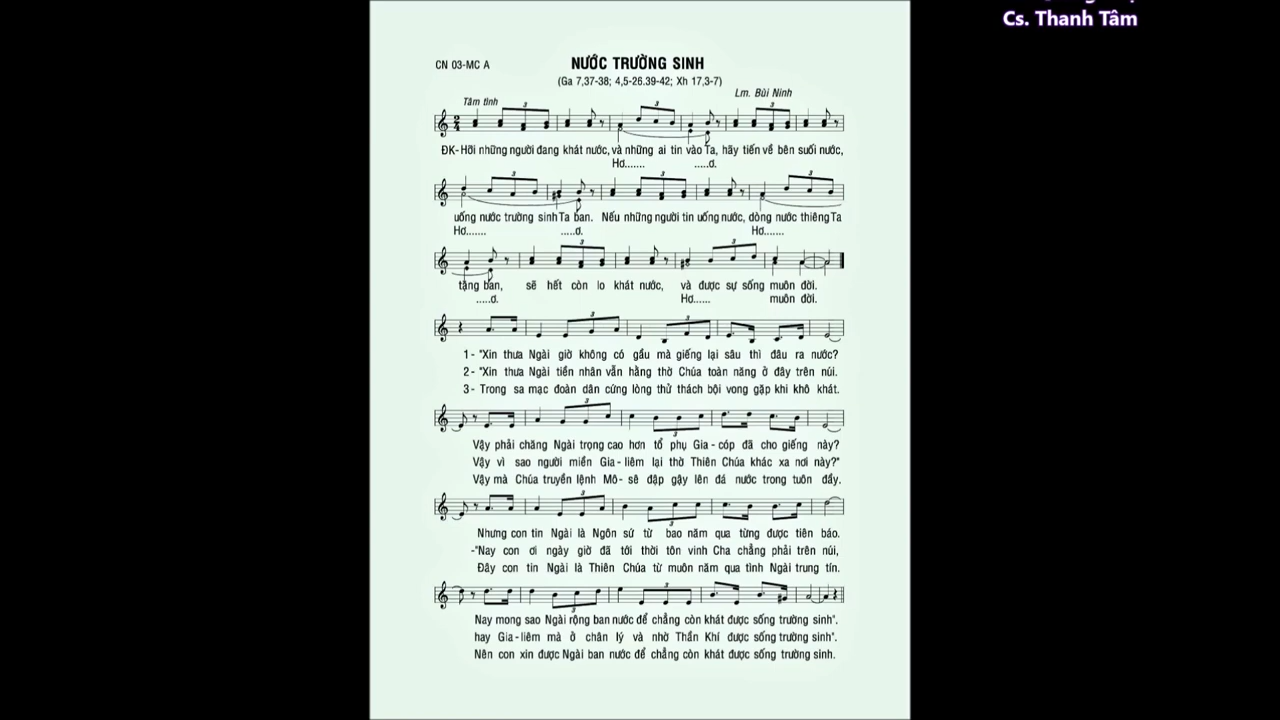 Cs. Thanh Tâm
CN 03-MC A
NƯỚC TRƯỜNG SINH
(Ga 7,37-38; 4,5-26.39-42; Xh 17,3-7)
Lm. Bùi Ninh
Tâm tình
ĐK-Hỡi những người đang khát nước, và những ai tin vào Ta, hãy tiến về bên suối nước,
Hơ....... .....ơ.
uống nước trường sinh Ta ban. Nếu những người tin uống nước, dòng nước thiêng Ta
Hơ....... .....ơ. Hơ.......
tặng ban, sẽ hết còn lo khát nước, và được sự sống muôn đời.
.....ơ. Hơ...... muôn đời.
1- "Xin thưa Ngài giờ không có gầu mà giếng lại sâu thì đâu ra nước?
2- "Xin thưa Ngài tiền nhân vẫn hằng thờ Chúa toàn năng ở đây trên núi.
3- Trong sa mạc đoàn dân cứng lòng thử thách bội vong gặp khi khô khát.
Vậy phải chăng Ngài trọng cao hơn tổ phụ Gia-cóp đã cho giếng này?
Vậy vì sao người miền Gia-liêm lại thờ Thiên Chúa khác xa nơi này?"
Vậy mà Chúa truyền lệnh Mô-sê đập gậy lên đá nước trong tuôn đầy.
Nhưng con tin Ngài là Ngôn sứ từ bao năm qua từng được tiên báo.
-"Nay con ơi ngày giờ đã tới thời tôn vinh Cha chẳng phải trên núi,
Đây con tin Ngài là Thiên Chúa từ muôn năm qua tình Ngài trung tín.
Nay mong sao Ngài rộng ban nước để chẳng còn khát được sống trường sinh".
hay Gia-liêm mà ở chân lý và nhờ Thần Khí được sống trường sinh".
Nên con xin được Ngài ban nước để chẳng còn khát được sống trường sinh.